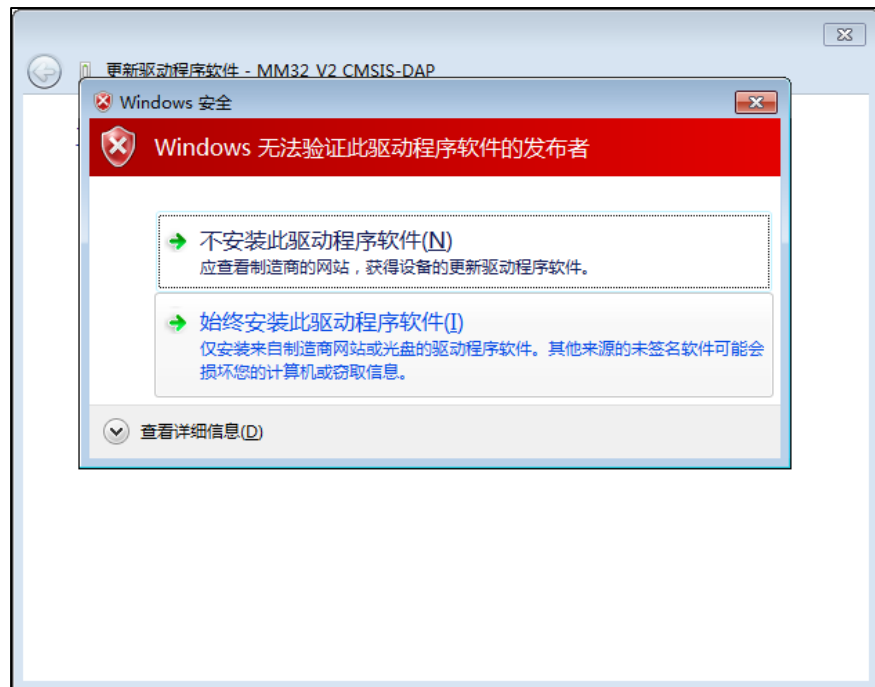 更新驱动程序软件 - MM32 V2 CMSIS-DAP
Windows 安全
Windows 无法验证此驱动程序软件的发布者
不安装此驱动程序软件(N)
应查看制造商的网站，获得设备的更新驱动程序软件。
始终安装此驱动程序软件(I)
仅安装来自制造商网站或光盘的驱动程序软件。其他来源的未签名软件可能会
损坏您的计算机或窃取信息。
查看详细信息(D)